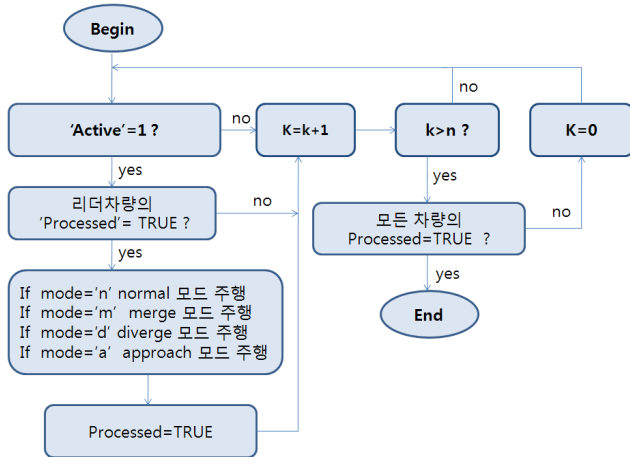 Begin
no
'Active'=1 ?
no
K=k+1
k>n ?
K=0
yes
yes
리더차량의
'Processed'= TRUE ?
no
모든 차량의
Processed=TRUE ?
no
yes
yes
If mode='n' normal 모드 주행
If mode='m' merge 모드 주행
If mode='d' diverge 모드 주행
If mode='a' approach 모드 주행
End
Processed=TRUE